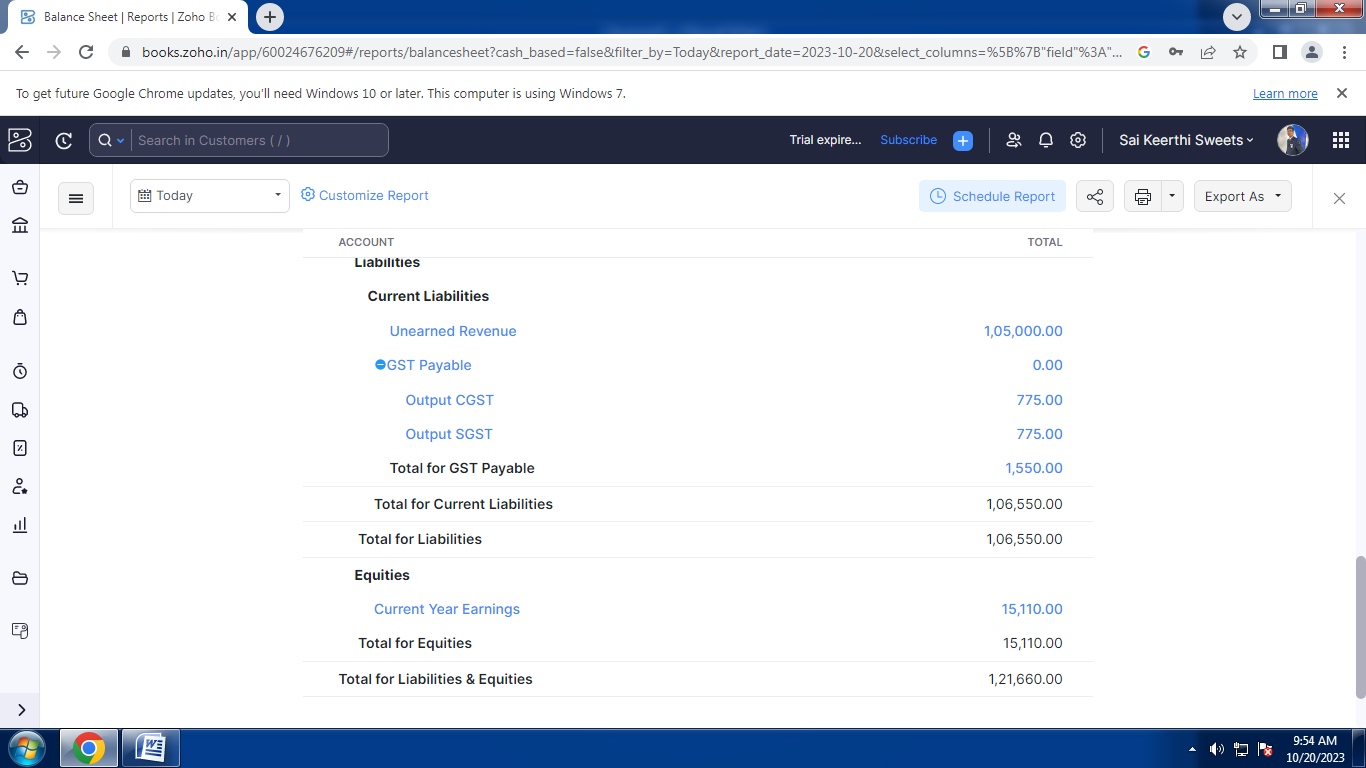 Balance Sheet | Reports | Zoho Bo
books.zoho.in/app/60024676209#/reports/balancesheet?cash_based=false&filter_by=Today&report_date=2023-10-20&select_columns=%5B%7B"field"%3A"...
To get future Google Chrome updates, you'll need Windows 10 or later. This computer is using Windows 7.
Learn more
Search in Customers ( / )
Trial expire...
Subscribe
Sai Keerthi Sweets
Today
Customize Report
Schedule Report
Export As
ACCOUNT TOTAL
Liabilities
Current Liabilities
Unearned Revenue 1,05,000.00
GST Payable 0.00
Output CGST 775.00
Output SGST 775.00
Total for GST Payable 1,550.00
Total for Current Liabilities 1,06,550.00
Total for Liabilities 1,06,550.00
Equities
Current Year Earnings 15,110.00
Total for Equities 15,110.00
Total for Liabilities & Equities 1,21,660.00
9:54 AM
10/20/2023